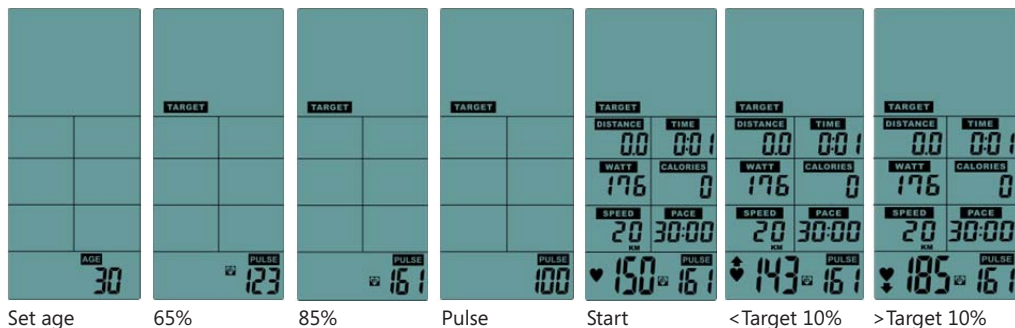 TARGET TARGET TARGET TARGET TARGET TARGET
DISTANCE TIME DISTANCE TIME DISTANCE TIME
0.0 0:01 0.0 0:01 0.0 0:01
WATT CALORIES WATT CALORIES WATT CALORIES
176 0 176 0 176 0
SPEED PACE SPEED PACE SPEED PACE
20 30:00 20 30:00 20 30:00
KM KM KM
AGE PULSE PULSE PULSE PULSE PULSE PULSE
30 123 161 100 150 161 143 161 185 161
Set age 65% 85% Pulse Start <Target 10% >Target 10%